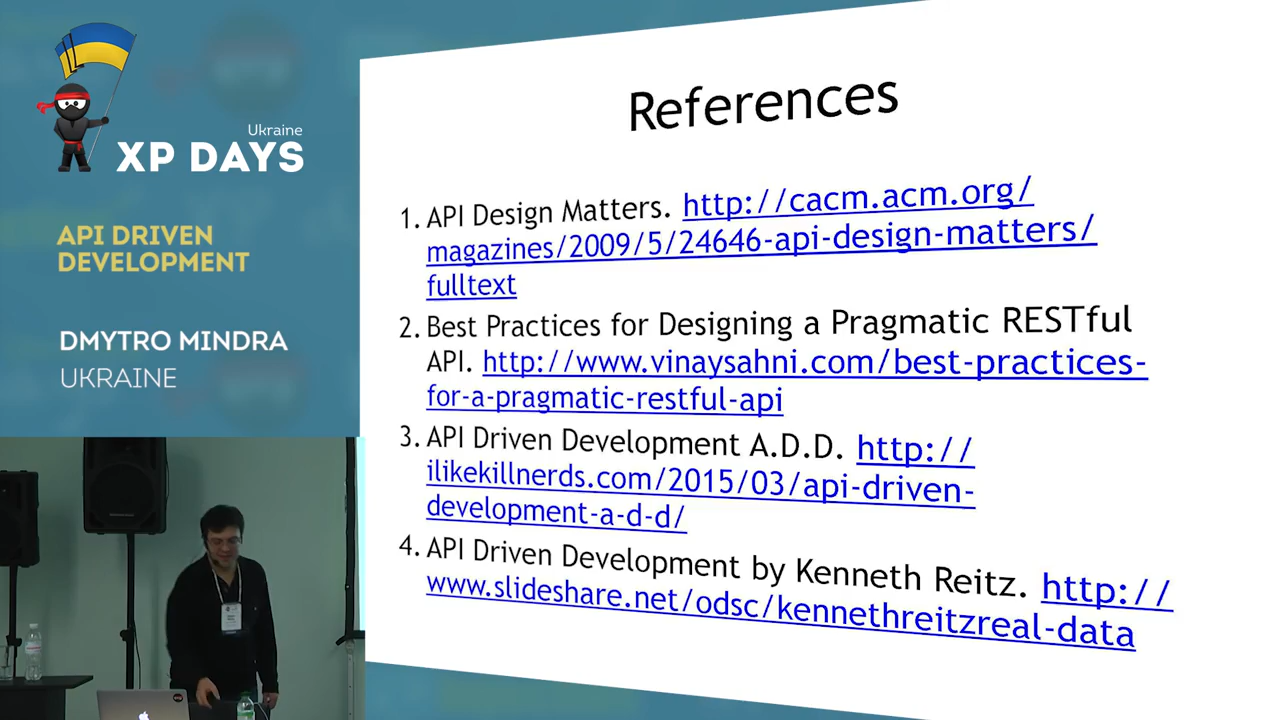 Ukraine
XP DAYS
API DRIVEN
DEVELOPMENT
DMYTRO MINDRA
UKRAINE
References
1. API Design Matters. http://cacm.acm.org/
magazines/2009/5/24646-api-design-matters/
fulltext
2. Best Practices for Designing a Pragmatic RESTful
API. http://www.vinaysahni.com/best-practices-
for-a-pragmatic-restful-api
3. API Driven Development A.D.D. http://
ilikekillnerds.com/2015/03/api-driven-
development-a-d-d/
4. API Driven Development by Kenneth Reitz. http://
www.slideshare.net/odsc/kennethreitzreal-data